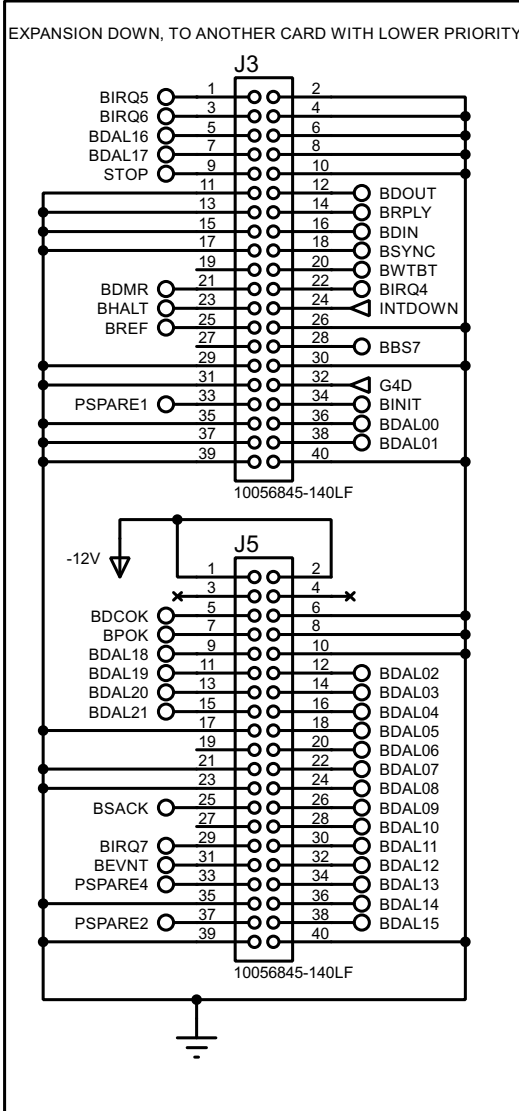 EXPANSION DOWN, TO ANOTHER CARD WITH LOWER PRIORITY
J3
BIRQ5 1 2
BIRQ6 3 4
BDAL16 5 6
BDAL17 7 8
STOP 9 10
11 12 BDOUT
13 14 BRPLY
15 16 BDIN
17 18 BSYNC
19 20 BWTBT
BDMR 21 22 BIRQ4
BHALT 23 24 INTDOWN
BREF 25 26
27 28 BBS7
29 30
31 32 G4D
PSPARE1 33 34 BINIT
35 36 BDAL00
37 38 BDAL01
39 40
10056845-140LF
J5
-12V
1 2
3 4
BDCOK 5 6
BPOK 7 8
BDAL18 9 10
BDAL19 11 12 BDAL02
BDAL20 13 14 BDAL03
BDAL21 15 16 BDAL04
17 18 BDAL05
19 20 BDAL06
21 22 BDAL07
23 24 BDAL08
BSACK 25 26 BDAL09
27 28 BDAL10
BIRQ7 29 30 BDAL11
BEVNT 31 32 BDAL12
PSPARE4 33 34 BDAL13
35 36 BDAL14
PSPARE2 37 38 BDAL15
39 40
10056845-140LF